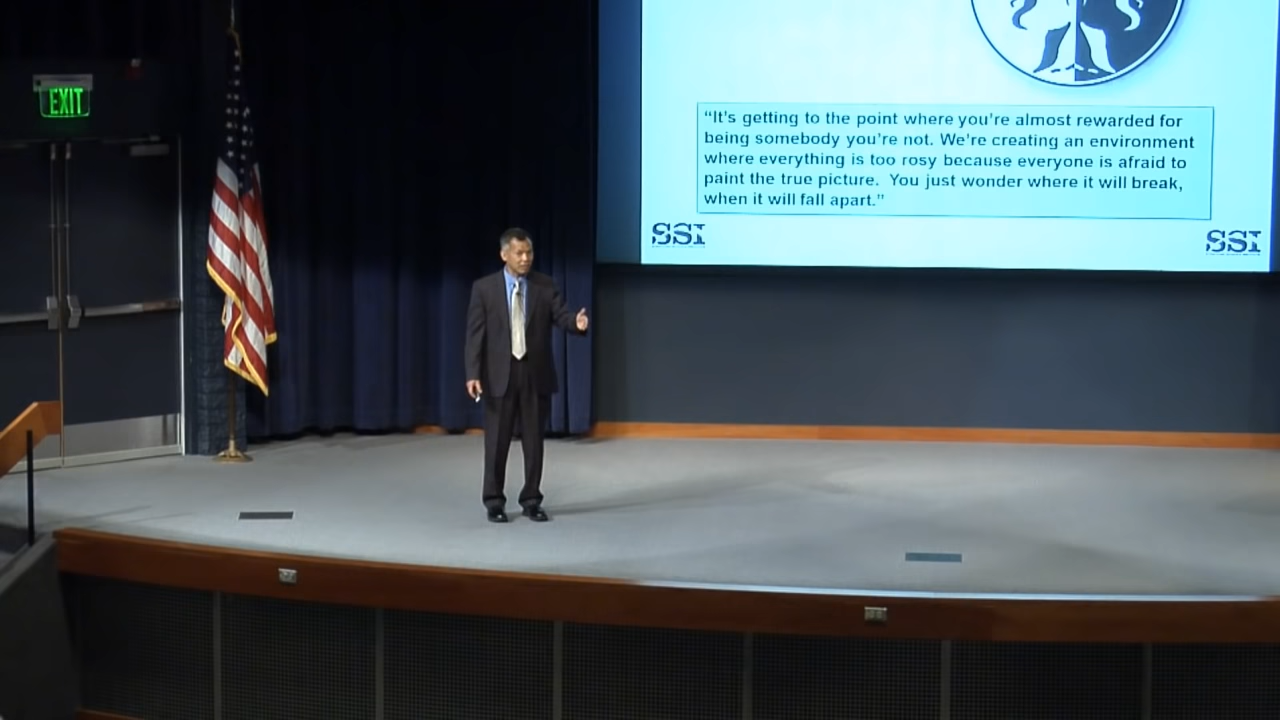 EXIT
“It’s getting to the point where you’re almost rewarded for
being somebody you’re not. We’re creating an environment
where everything is too rosy because everyone is afraid to
paint the true picture.  You just wonder where it will break,
when it will fall apart.”
SSI
SSI